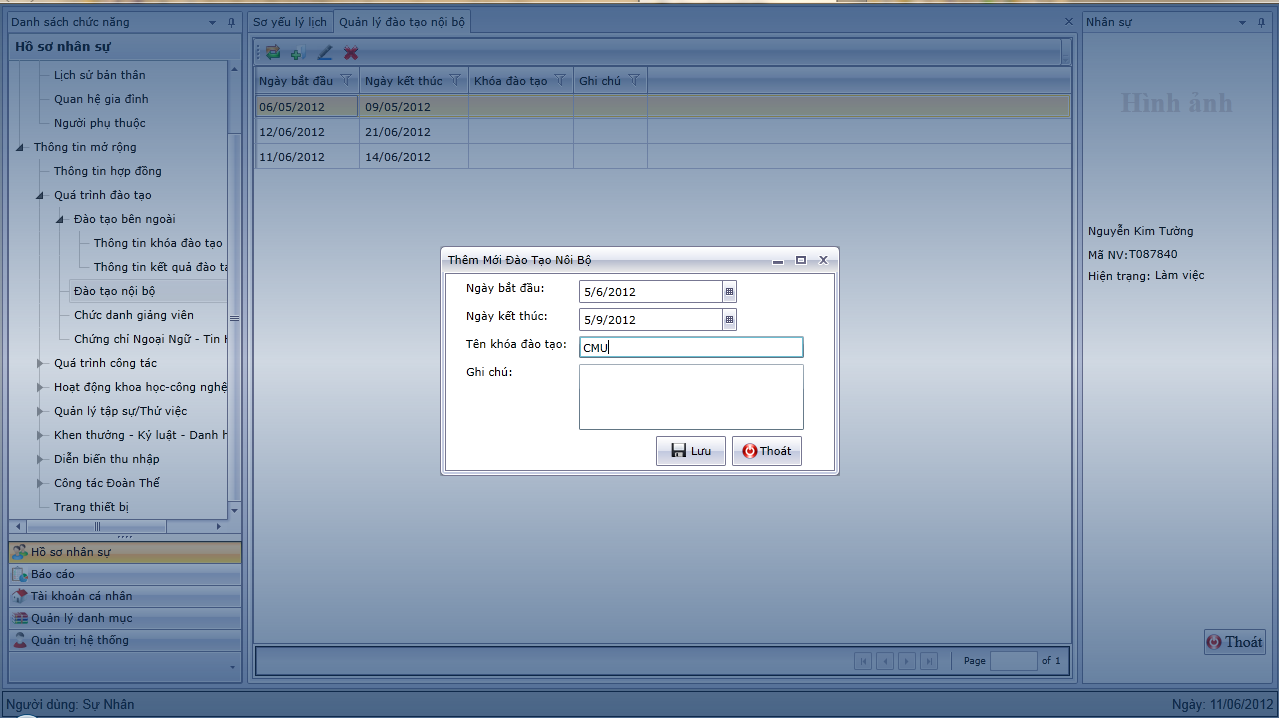 Danh sách chức năng
Hồ sơ nhân sự
Lịch sử bản thân
Quan hệ gia đình
Người phụ thuộc
Thông tin mở rộng
Thông tin hợp đồng
Quá trình đào tạo
Đào tạo bên ngoài
Thông tin khóa đào tạo
Thông tin kết quả đào tạ
Đào tạo nội bộ
Chức danh giảng viên
Chứng chỉ Ngoại Ngữ - Tin H
Quá trình công tác
Hoạt động khoa học-công nghệ
Quản lý tập sự/Thử việc
Khen thưởng - Kỷ luật - Danh h
Diễn biến thu nhập
Công tác Đoàn Thể
Trang thiết bị
Hồ sơ nhân sự
Báo cáo
Tài khoản cá nhân
Quản lý danh mục
Quản trị hệ thống
Sơ yếu lý lịch Quản lý đào tạo nội bộ
Ngày bắt đầu Ngày kết thúc Khóa đào tạo Ghi chú
06/05/2012 09/05/2012
12/06/2012 21/06/2012
11/06/2012 14/06/2012
Thêm Mới Đào Tạo Nôi Bộ
Ngày bắt đầu: 5/6/2012
Ngày kết thúc: 5/9/2012
Tên khóa đào tạo: CMU
Ghi chú:
Lưu Thoát
Page of 1
Nhân sự
Hình ảnh
Nguyễn Kim Tường
Mã NV:T087840
Hiện trạng: Làm việc
Thoát
Người dùng: Sự Nhân
Ngày: 11/06/2012